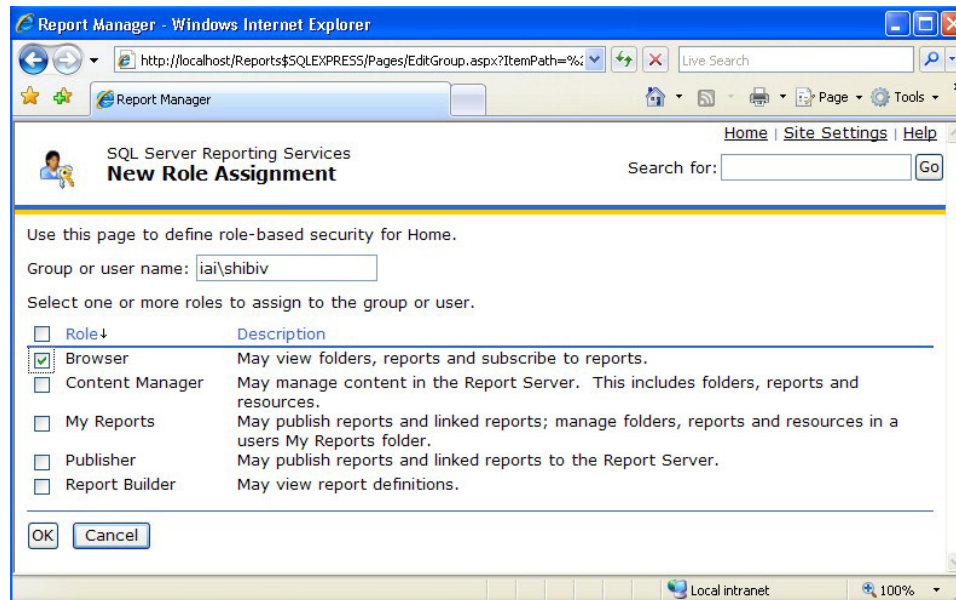 Report Manager - Windows Internet Explorer
http://localhost/Reports$SQLEXPRESS/Pages/EditGroup.aspx?ItemPath=%2
Live Search
Report Manager
Page
Tools
Home | Site Settings | Help
SQL Server Reporting Services
New Role Assignment
Search for:
Go
Use this page to define role-based security for Home.
Group or user name: iai\shibiv
Select one or more roles to assign to the group or user.
Role↓ Description
Browser May view folders, reports and subscribe to reports.
Content Manager May manage content in the Report Server. This includes folders, reports and
resources.
My Reports May publish reports and linked reports; manage folders, reports and resources in a
users My Reports folder.
Publisher May publish reports and linked reports to the Report Server.
Report Builder May view report definitions.
OK Cancel
Local intranet 100%